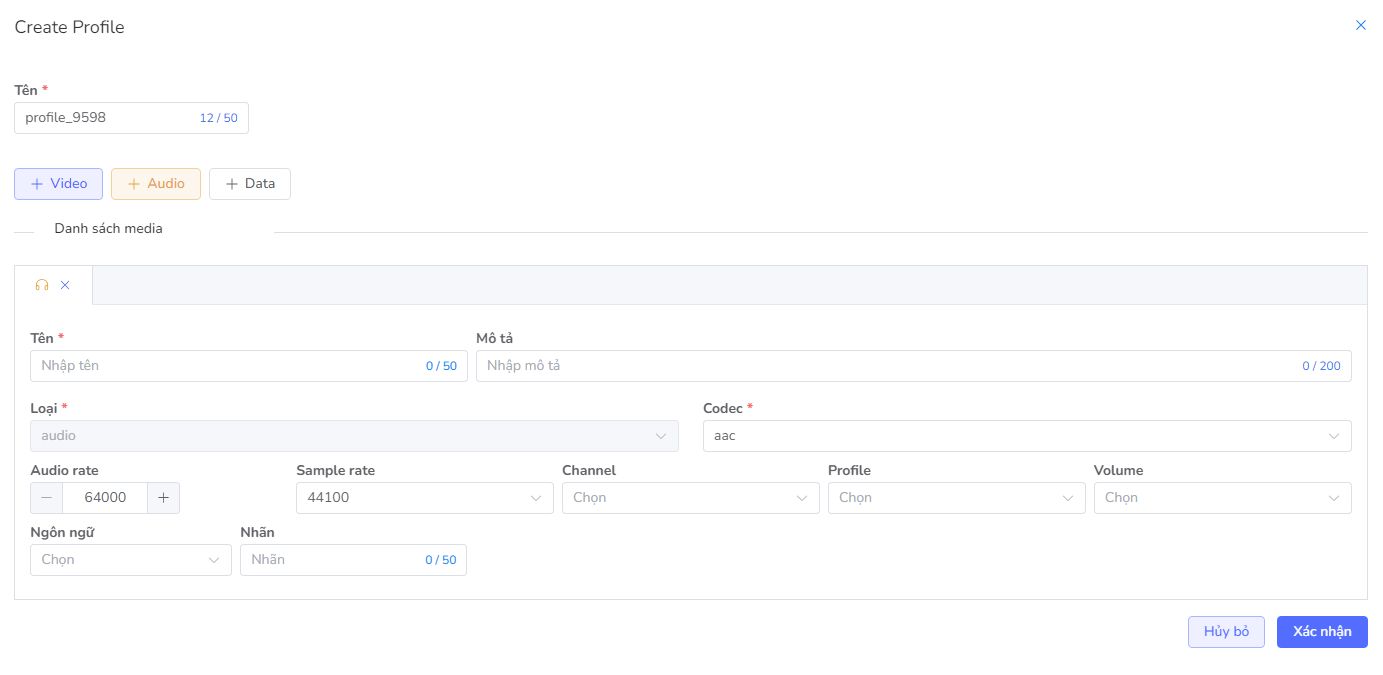 Create Profile
Tên *
profile_9598 12 / 50
Video Audio Data
Danh sách media
Tên * Mô tả
Nhập tên 0 / 50 Nhập mô tả 0 / 200
Loại * Codec *
audio aac
Audio rate Sample rate Channel Profile Volume
64000 44100 Chọn Chọn Chọn
Ngôn ngữ Nhãn
Chọn Nhãn 0 / 50
Hủy bỏ Xác nhận